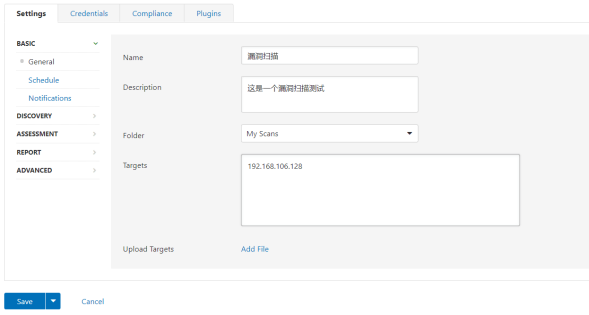 Settings Credentials Compliance Plugins
BASIC
General
Schedule
Notifications
DISCOVERY
ASSESSMENT
REPORT
ADVANCED
Name 漏洞扫描
Description 这是一个漏洞扫描测试
Folder My Scans
Targets 192.168.106.128
Upload Targets Add File
Save Cancel